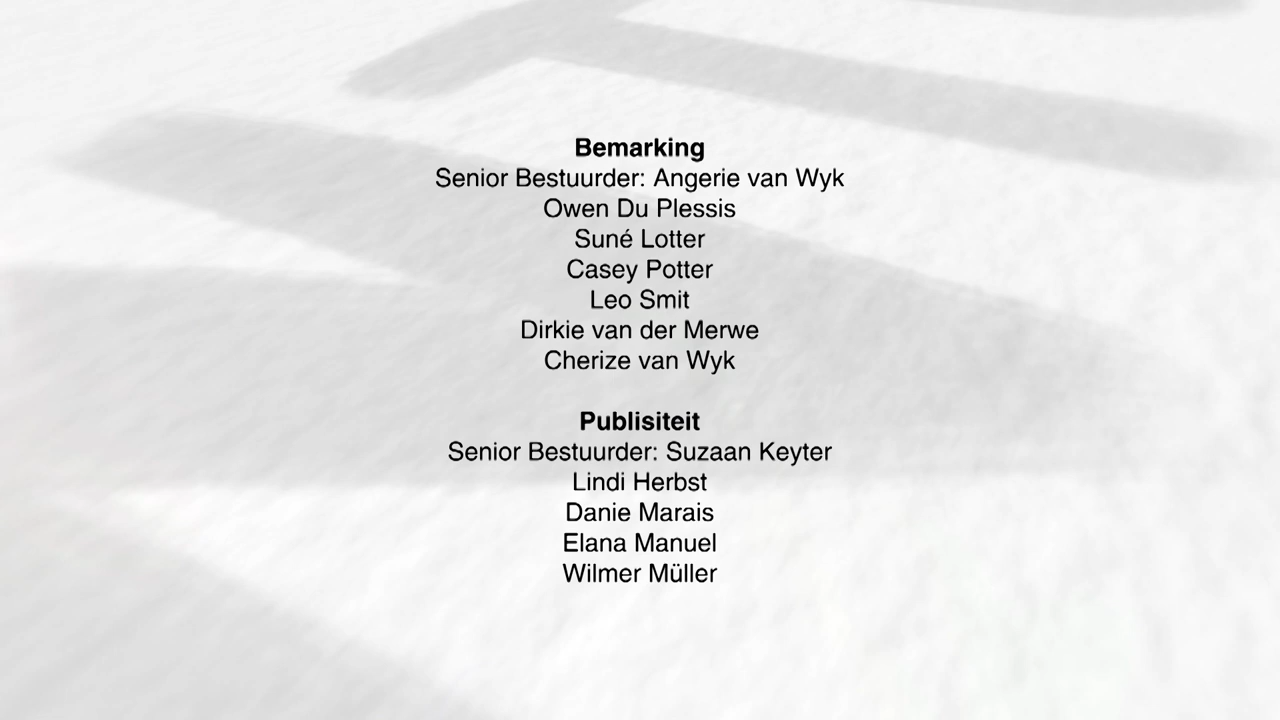 Bemarking
Senior Bestuurder: Angerie van Wyk
Owen Du Plessis
Suné Lotter
Casey Potter
Leo Smit
Dirkie van der Merwe
Cherize van Wyk
Publisiteit
Senior Bestuurder: Suzaan Keyter
Lindi Herbst
Danie Marais
Elana Manuel
Wilmer Müller